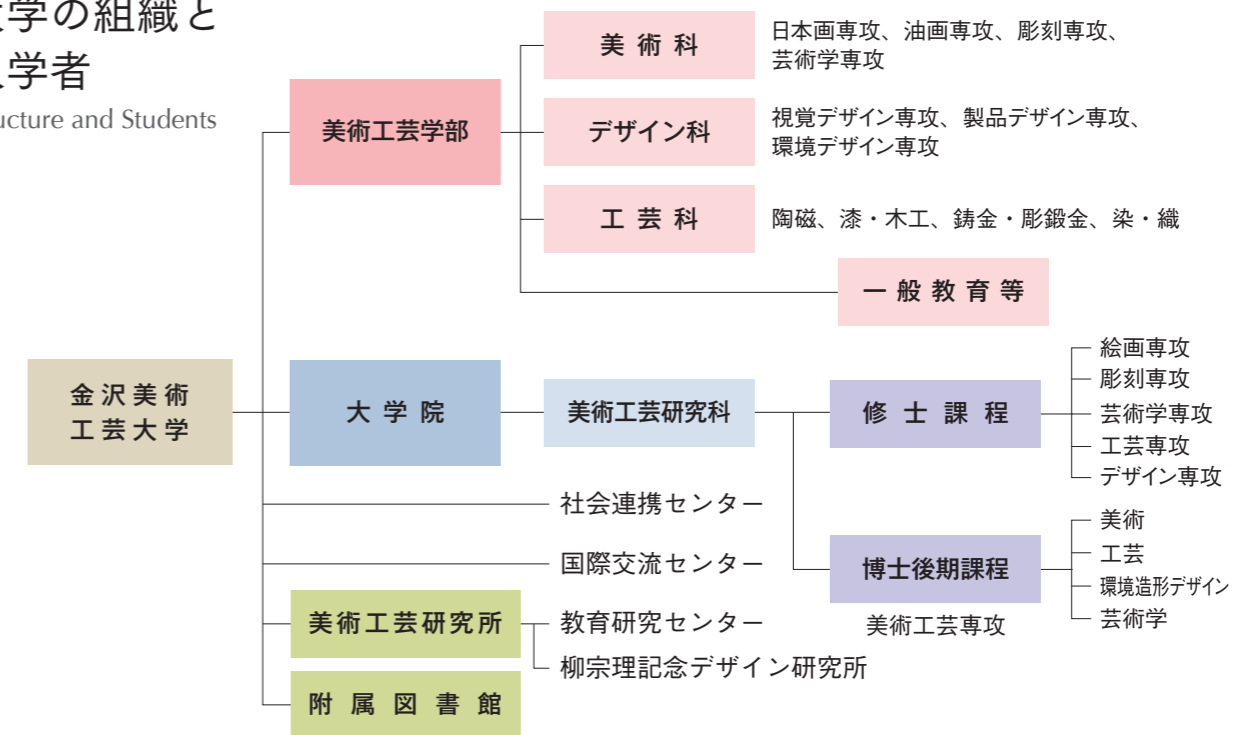 学の組織と
学者
ucture and Students
美術工芸学部
美術科
日本画専攻、油画専攻、彫刻専攻、
芸術学専攻
デザイン科
視覚デザイン専攻、製品デザイン専攻、
環境デザイン専攻
工芸科
陶磁、漆・木工、鋳金・彫鍛金、染・織
一般教育等
金沢美術
工芸大学
大学院
美術工芸研究科
修士課程
絵画専攻
彫刻専攻
芸術学専攻
工芸専攻
デザイン専攻
博士後期課程
美術工芸専攻
美術
工芸
環境造形デザイン
芸術学
社会連携センター
国際交流センター
美術工芸研究所
教育研究センター
柳宗理記念デザイン研究所
附属図書館